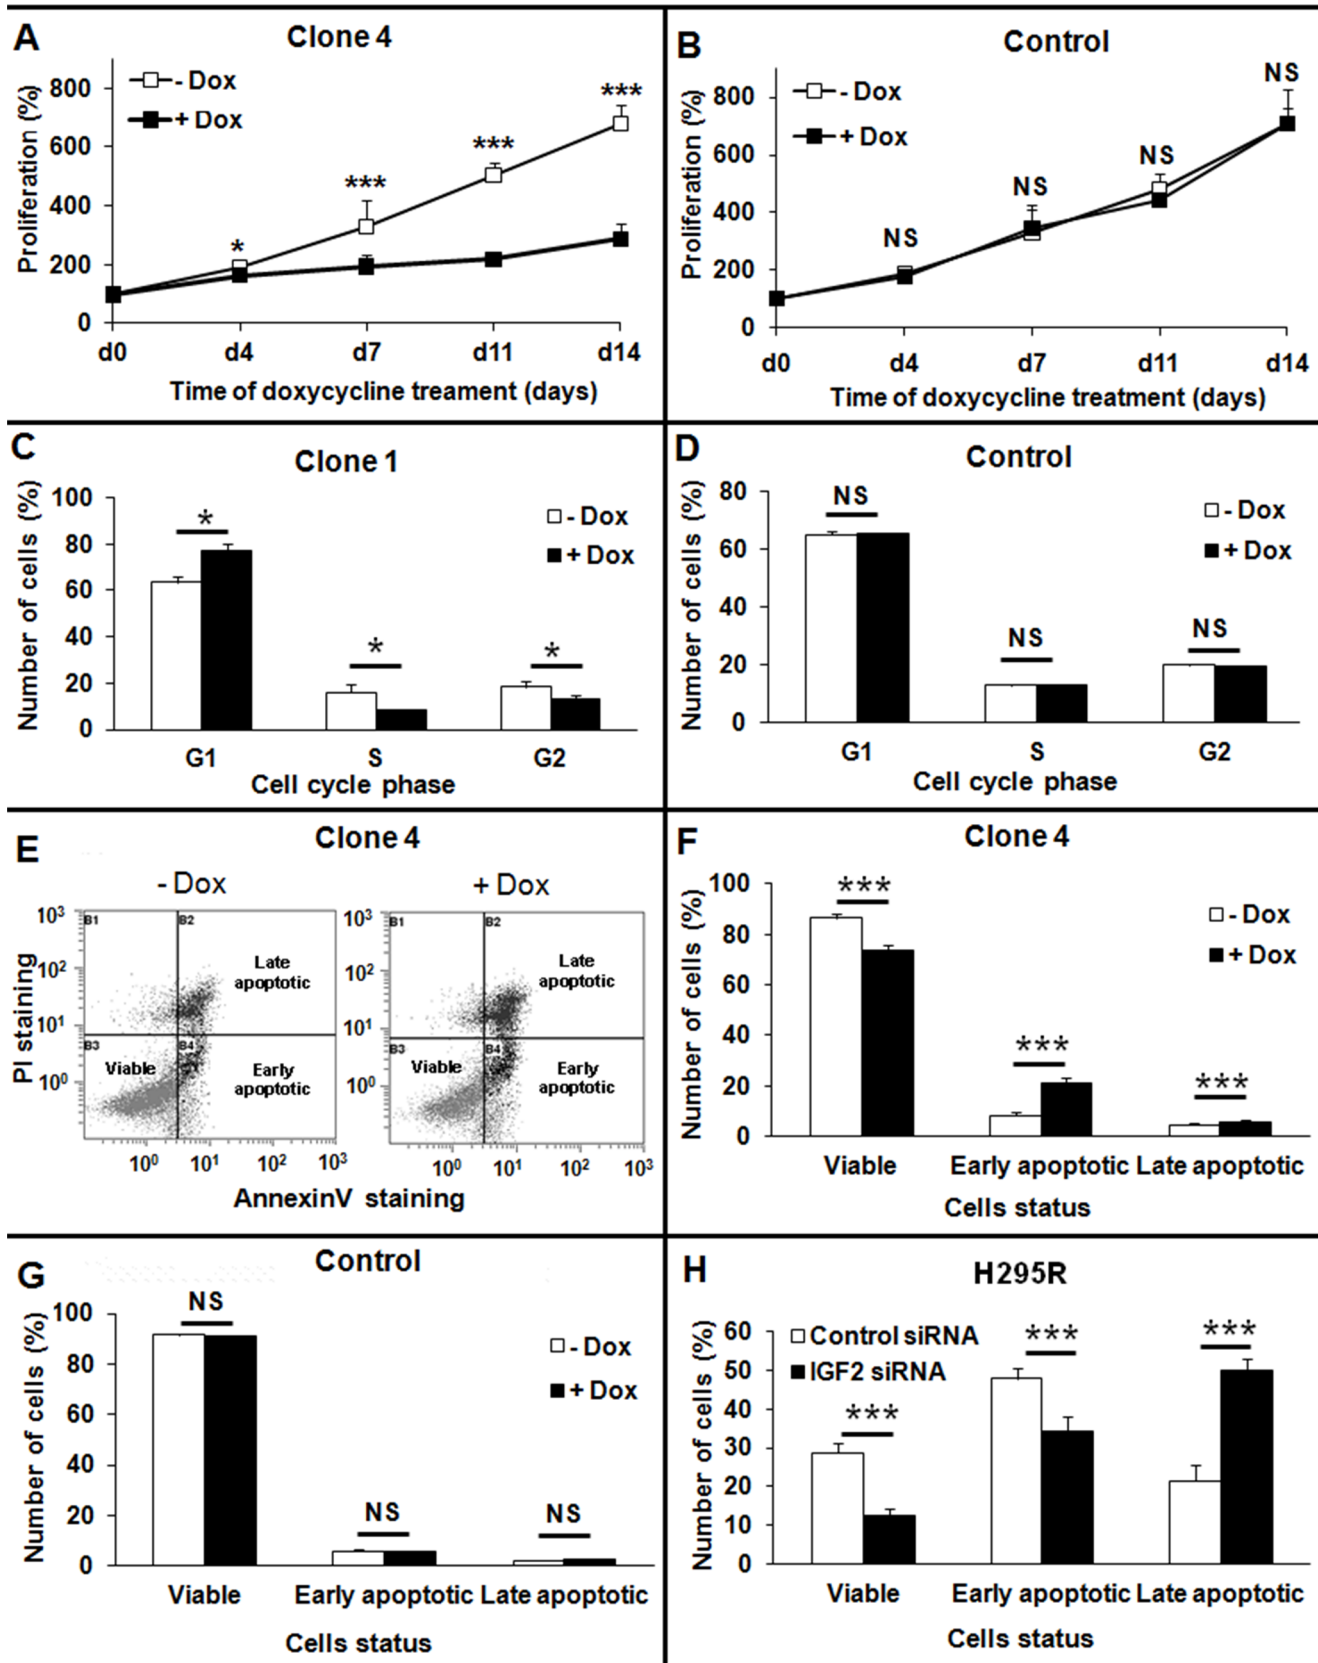 A
Clone 4
- Dox
+ Dox
Proliferation (%)
800
600
400
200
0
*
***
***
***
d0 d4 d7 d11 d14
Time of doxycycline treament (days)
B
Control
- Dox
+ Dox
Proliferation (%)
800
600
400
200
0
NS
NS
NS
NS
d0 d4 d7 d11 d14
Time of doxycycline treatment (days)
C
Clone 1
- Dox
+ Dox
Number of cells (%)
100
80
60
40
20
0
*
*
*
G1 S G2
Cell cycle phase
D
Control
- Dox
+ Dox
Number of cells (%)
80
60
40
20
0
NS
NS
NS
G1 S G2
Cell cycle phase
E
Clone 4
- Dox
+ Dox
PI staining
10³
10²
10¹
10⁰
B1 B2
Late
apoptotic
B3 B4
Viable
Early
apoptotic
10⁰ 10¹ 10² 10³
10³
10²
10¹
10⁰
B1 B2
Late
apoptotic
B3 B4
Viable
Early
apoptotic
10⁰ 10¹ 10² 10³
AnnexinV staining
F
Clone 4
- Dox
+ Dox
Number of cells (%)
100
80
60
40
20
0
***
***
***
Viable Early apoptotic Late apoptotic
Cells status
G
Control
- Dox
+ Dox
Number of cells (%)
100
80
60
40
20
0
NS
NS
NS
Viable Early apoptotic Late apoptotic
Cells status
H
H295R
Control siRNA
IGF2 siRNA
Number of cells (%)
60
50
40
30
20
10
0
***
***
***
Viable Early apoptotic Late apoptotic
Cells status